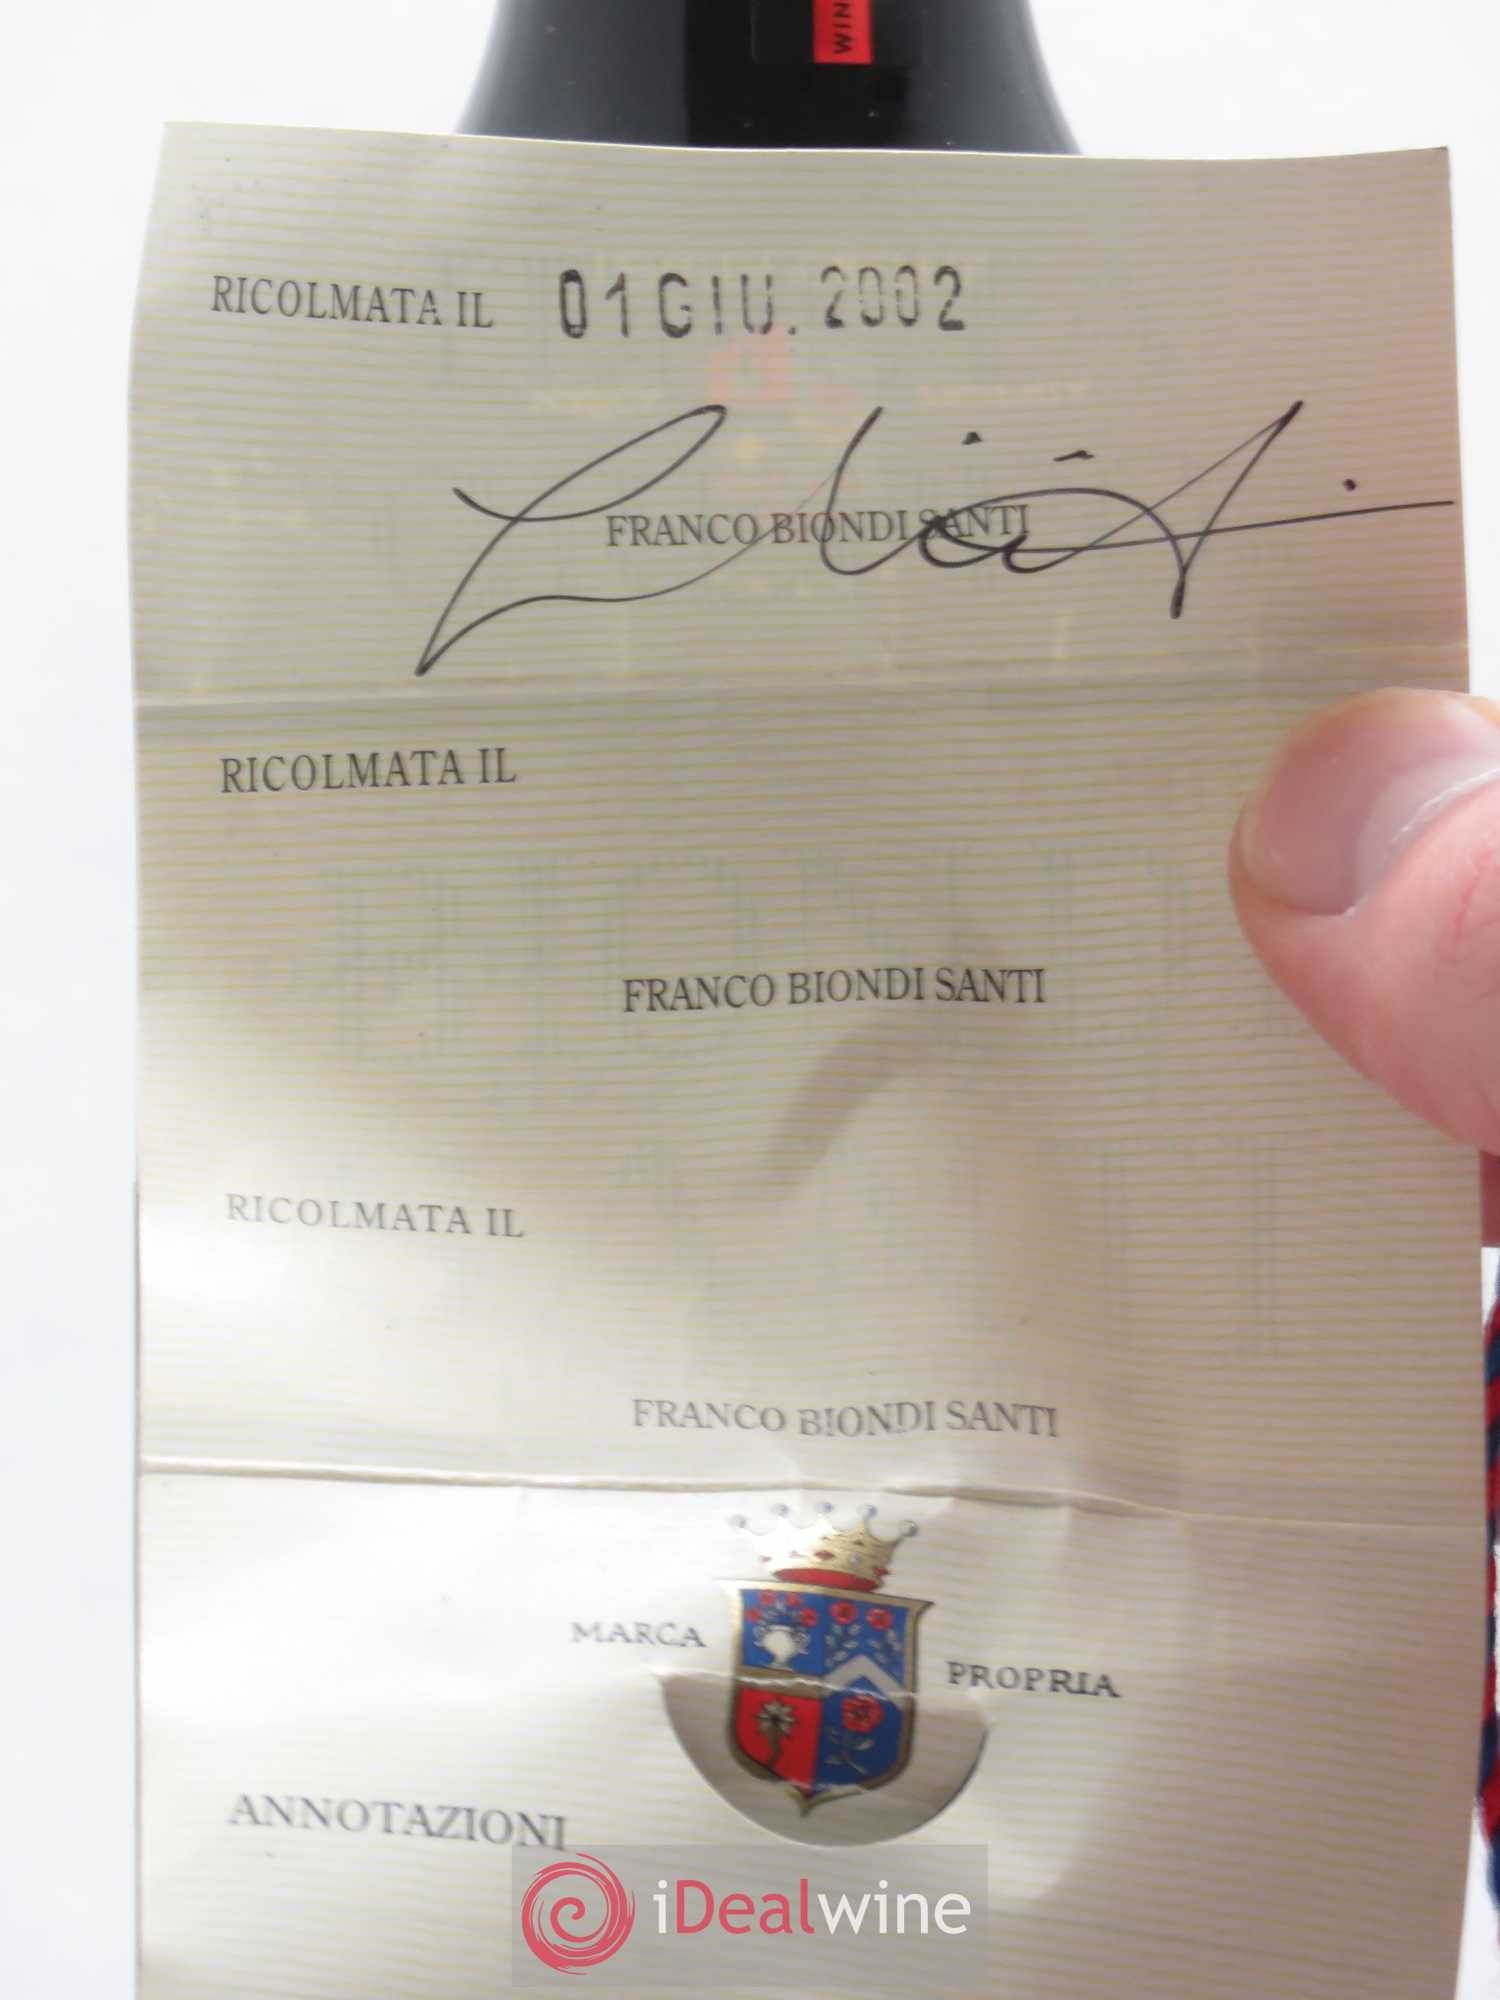 WIN
RICOLMATA IL 01 GIU. 2002
FRANCO BIONDI SANTI
RICOLMATA IL
FRANCO BIONDI SANTI
RICOLMATA IL
FRANCO BIONDI SANTI
MARCA PROPRIA
ANNOTAZIONI
iDealwine